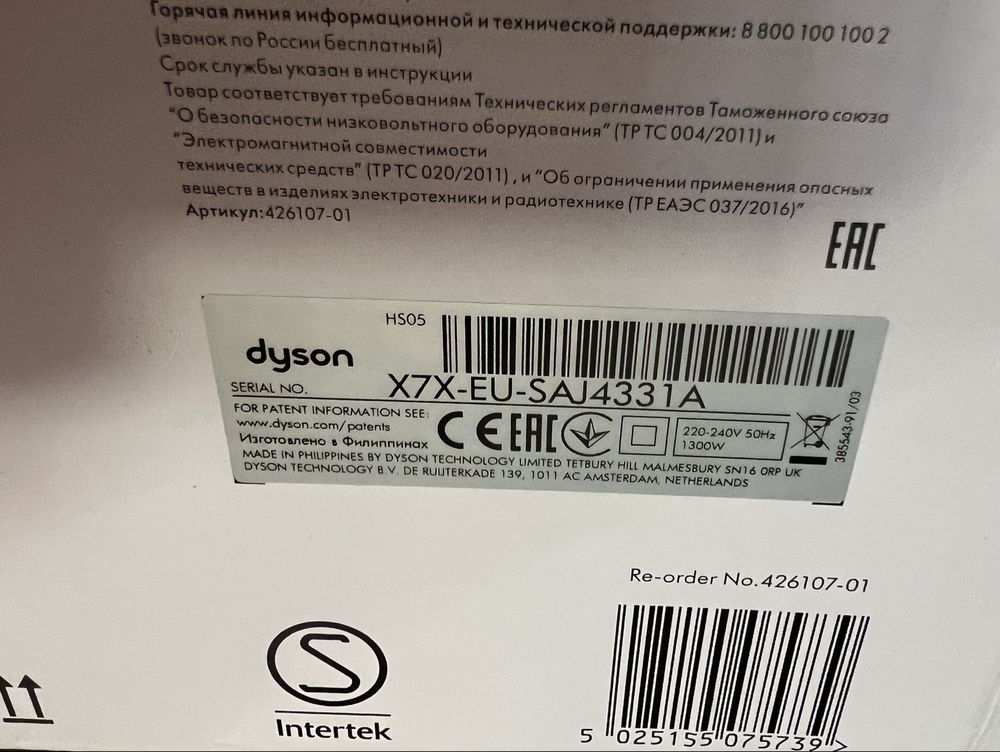 Горячая линия информационной и технической поддержки: 8 800 100 100 2
(звонок по России бесплатный)
Срок службы указан в инструкции
Товар соответствует требованиям Технических регламентов Таможенного союза
"О безопасности низковольтного оборудования" (ТР ТС 004/2011) и
"Электромагнитной совместимости
технических средств" (ТР ТС 020/2011) , и "Об ограничении применения опасных
веществ в изделиях электротехники и радиотехнике (ТР ЕАЭС 037/2016)"
Артикул:426107-01
EAC
HS05
dyson
SERIAL NO. X7X-EU-SAJ4331A
FOR PATENT INFORMATION SEE:
www.dyson.com/patents
Изготовлено в Филиппинах
CE EAC
220-240V 50Hz
1300W
MADE IN PHILIPPINES BY DYSON TECHNOLOGY LIMITED TETBURY HILL MALMESBURY SN16 0RP UK
DYSON TECHNOLOGY B.V. DE RUIJTERKADE 139, 1011 AC AMSTERDAM, NETHERLANDS
385543-91/03
Re-order No.426107-01
S
Intertek
5 025155 075739 >